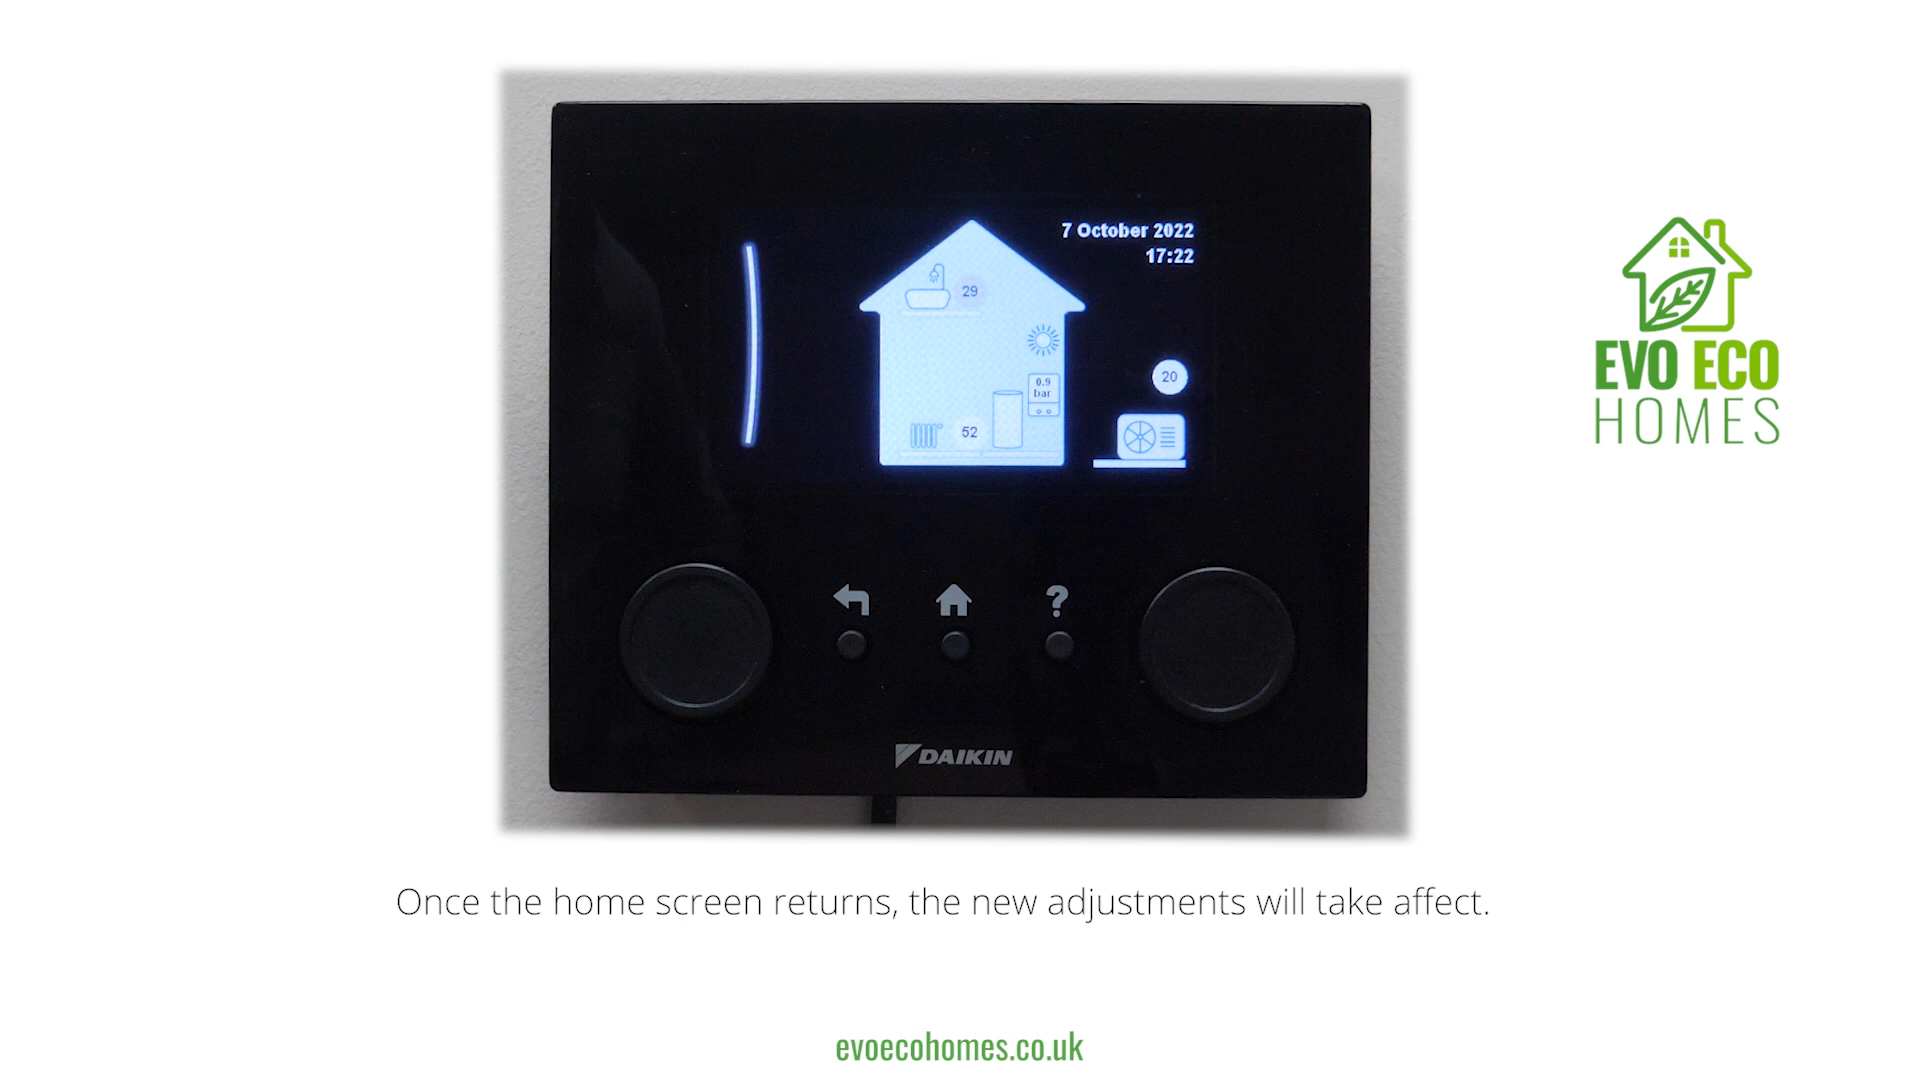 7 October 2022
17:22
29
0.9
bar
20
52
?
DAIKIN
EVO ECO
HOMES
Once the home screen returns, the new adjustments will take affect.
evoecohomes.co.uk